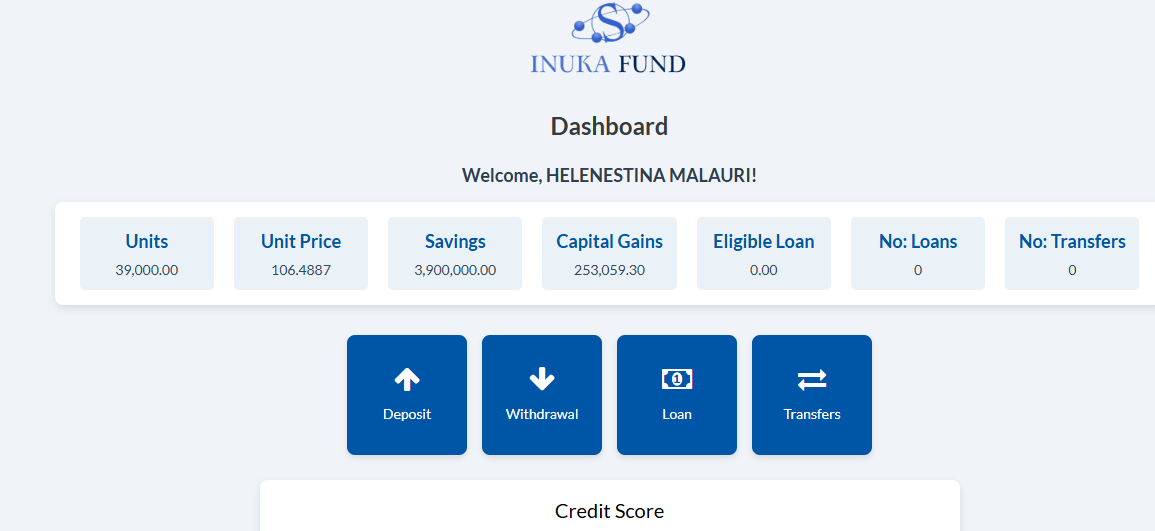 INUKA FUND
Dashboard
Welcome, HELENESTINA MALAURI!
Units
39,000.00
Unit Price
106.4887
Savings
3,900,000.00
Capital Gains
253,059.30
Eligible Loan
0.00
No: Loans
0
No: Transfers
0
Deposit
Withdrawal
Loan
Transfers
Credit Score